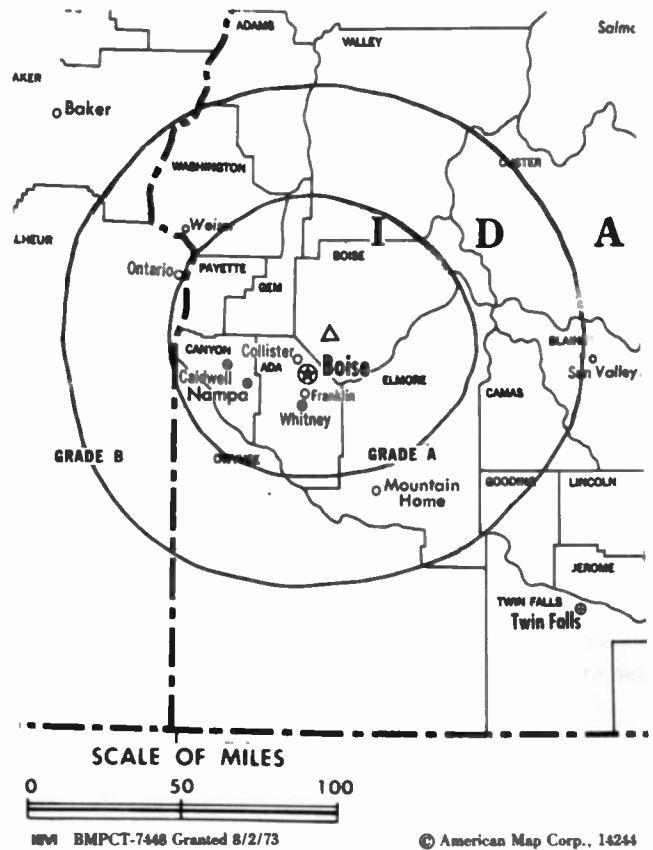 ADAMS
VALLEY
AKER
Baker
WASHINGTON
CUSTER
LHEUR
Weiser
I D A
Ontario
PAYETTE
BOISE
GEM
CANYON
Collister
BLAINE
Caldwell
ADA
Boise
Sun Valley
Nampa
ELMORE
Franklin
CAMAS
Whitney
GRADE B
OWYHEE
GRADE A
Mountain
Home
GOODING
LINCOLN
JEROME
TWIN FALLS
Twin Falls
SCALE OF MILES
0 50 100
BMPCT-7448 Granted 8/2/73
© American Map Corp., 14244